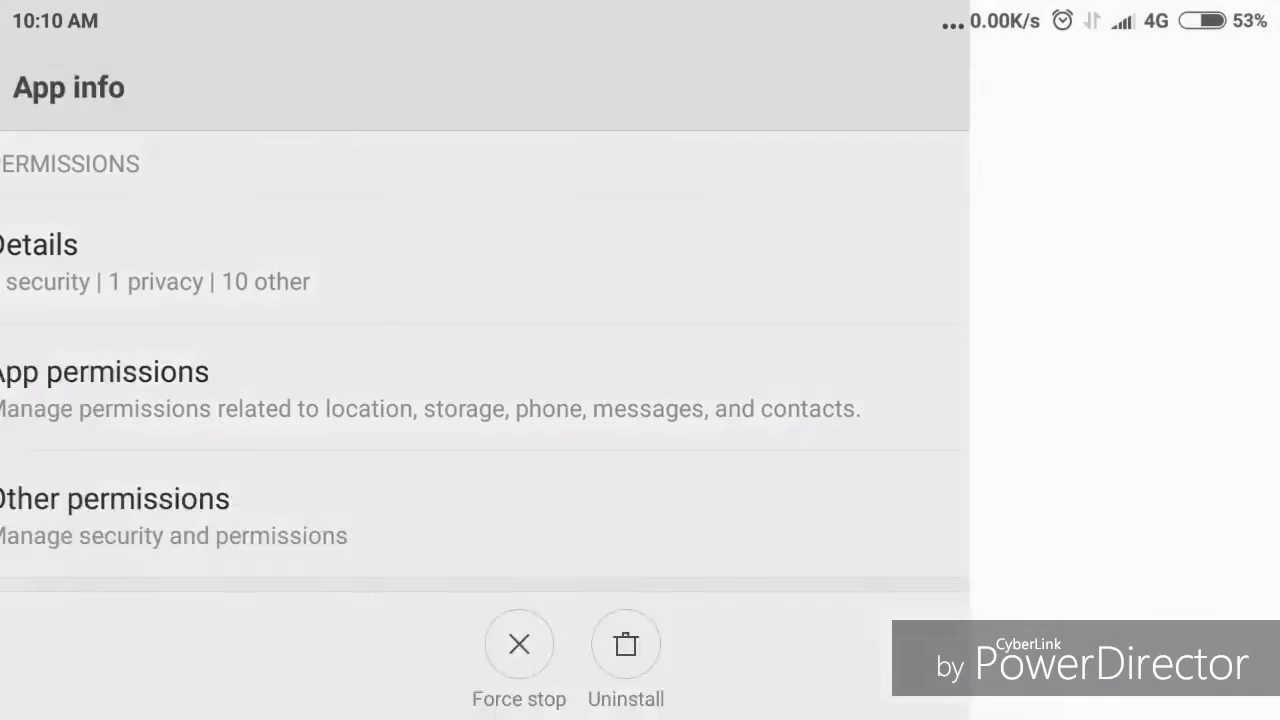 10:10 AM ... 0.00K/s 4G 53%
App info
ERMISSIONS
Details
security | 1 privacy | 10 other
App permissions
Manage permissions related to location, storage, phone, messages, and contacts.
Other permissions
Manage security and permissions
Force stop Uninstall
by CyberLink PowerDirector